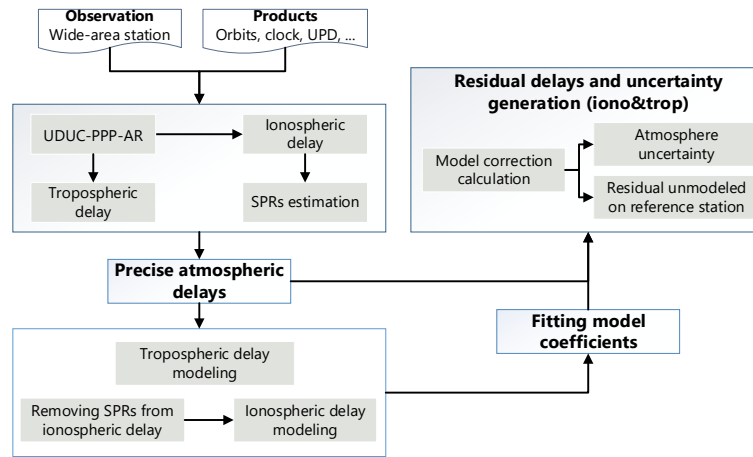 Observation
Wide-area station
Products
Orbits, clock, UPD, ...
UDUC-PPP-AR
Ionospheric
delay
Tropospheric
delay
SPRs estimation
Precise atmospheric
delays
Tropospheric delay
modeling
Removing SPRs from
ionospheric delay
Ionospheric delay
modeling
Residual delays and uncertainty
generation (iono&trop)
Model correction
calculation
Atmosphere
uncertainty
Residual unmodeled
on reference station
Fitting model
coefficients